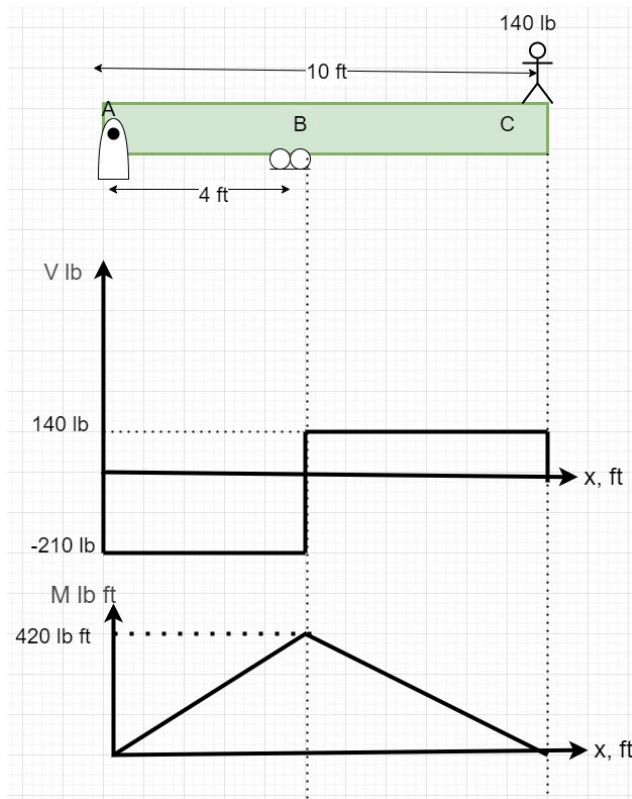 140 lb
10 ft
A
B
C
4 ft
V lb
140 lb
x, ft
-210 lb
M lb ft
420 lb ft
x, ft